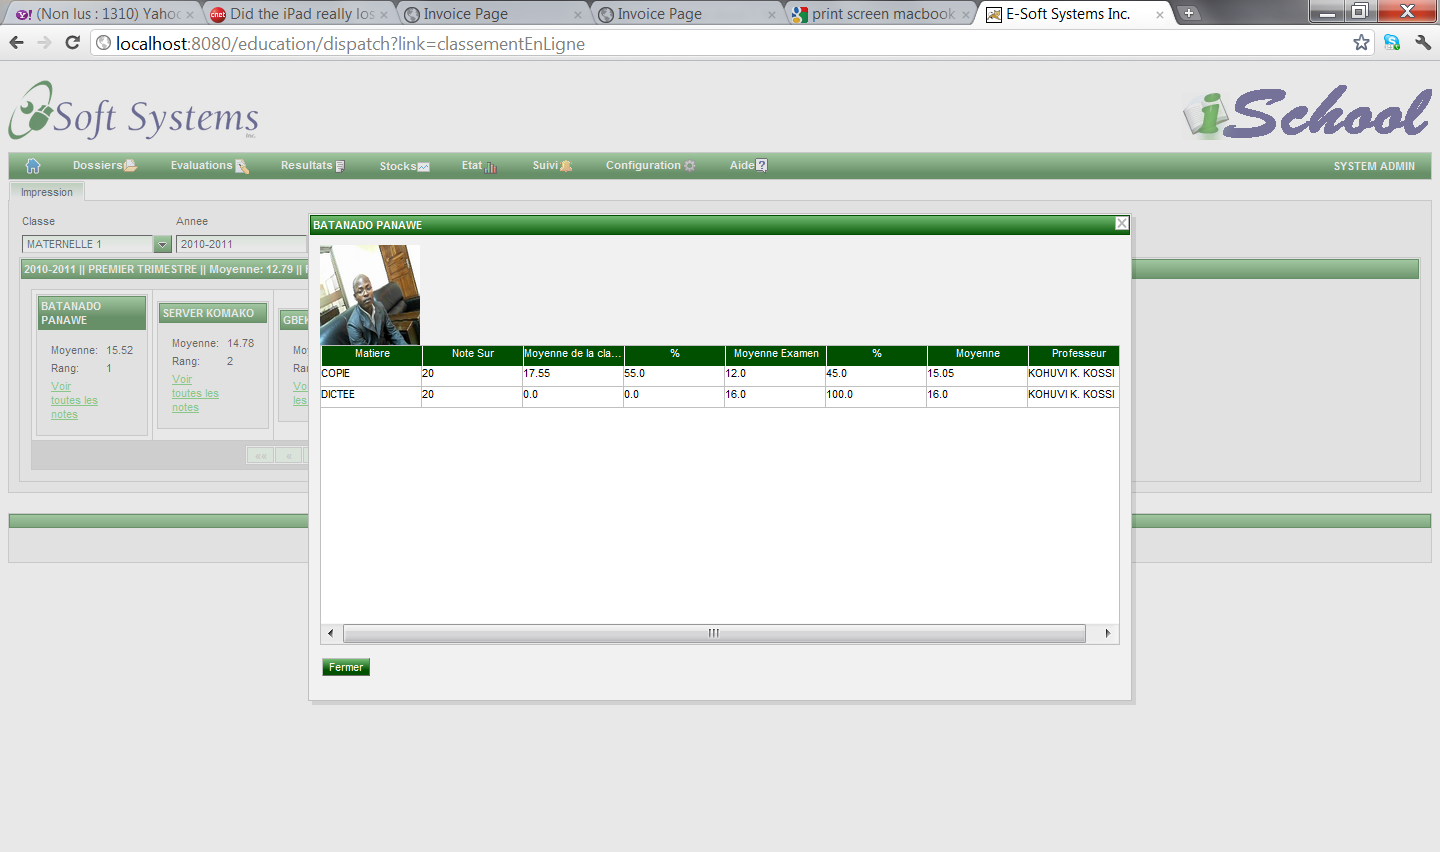 (Non lus : 1310) Yahoo
Did the iPad really los
Invoice Page
Invoice Page
print screen macbook
E-Soft Systems Inc.
localhost:8080/education/dispatch?link=classementEnLigne
Soft Systems
Inc.
iSchool
Dossiers
Evaluations
Resultats
Stocks
Etat
Suivi
Configuration
Aide
SYSTEM ADMIN
Impression
Classe
Annee
MATERNELLE 1
2010-2011
2010-2011 || PREMIER TRIMESTRE || Moyenne: 12.79 ||
BATANADO
PANAWE
Moyenne: 15.52
Rang: 1
Voir
toutes les
notes
SERVER KOMAKO
Moyenne: 14.78
Rang: 2
Voir
toutes les
notes
GBEK
Mo
Ran
Vo
les
BATANADO PANAWE
Matiere Note Sur Moyenne de la cla... % Moyenne Examen % Moyenne Professeur
COPIE 20 17.55 55.0 12.0 45.0 15.05 KOHUVI K. KOSSI
DICTEE 20 0.0 0.0 16.0 100.0 16.0 KOHUVI K. KOSSI
Fermer